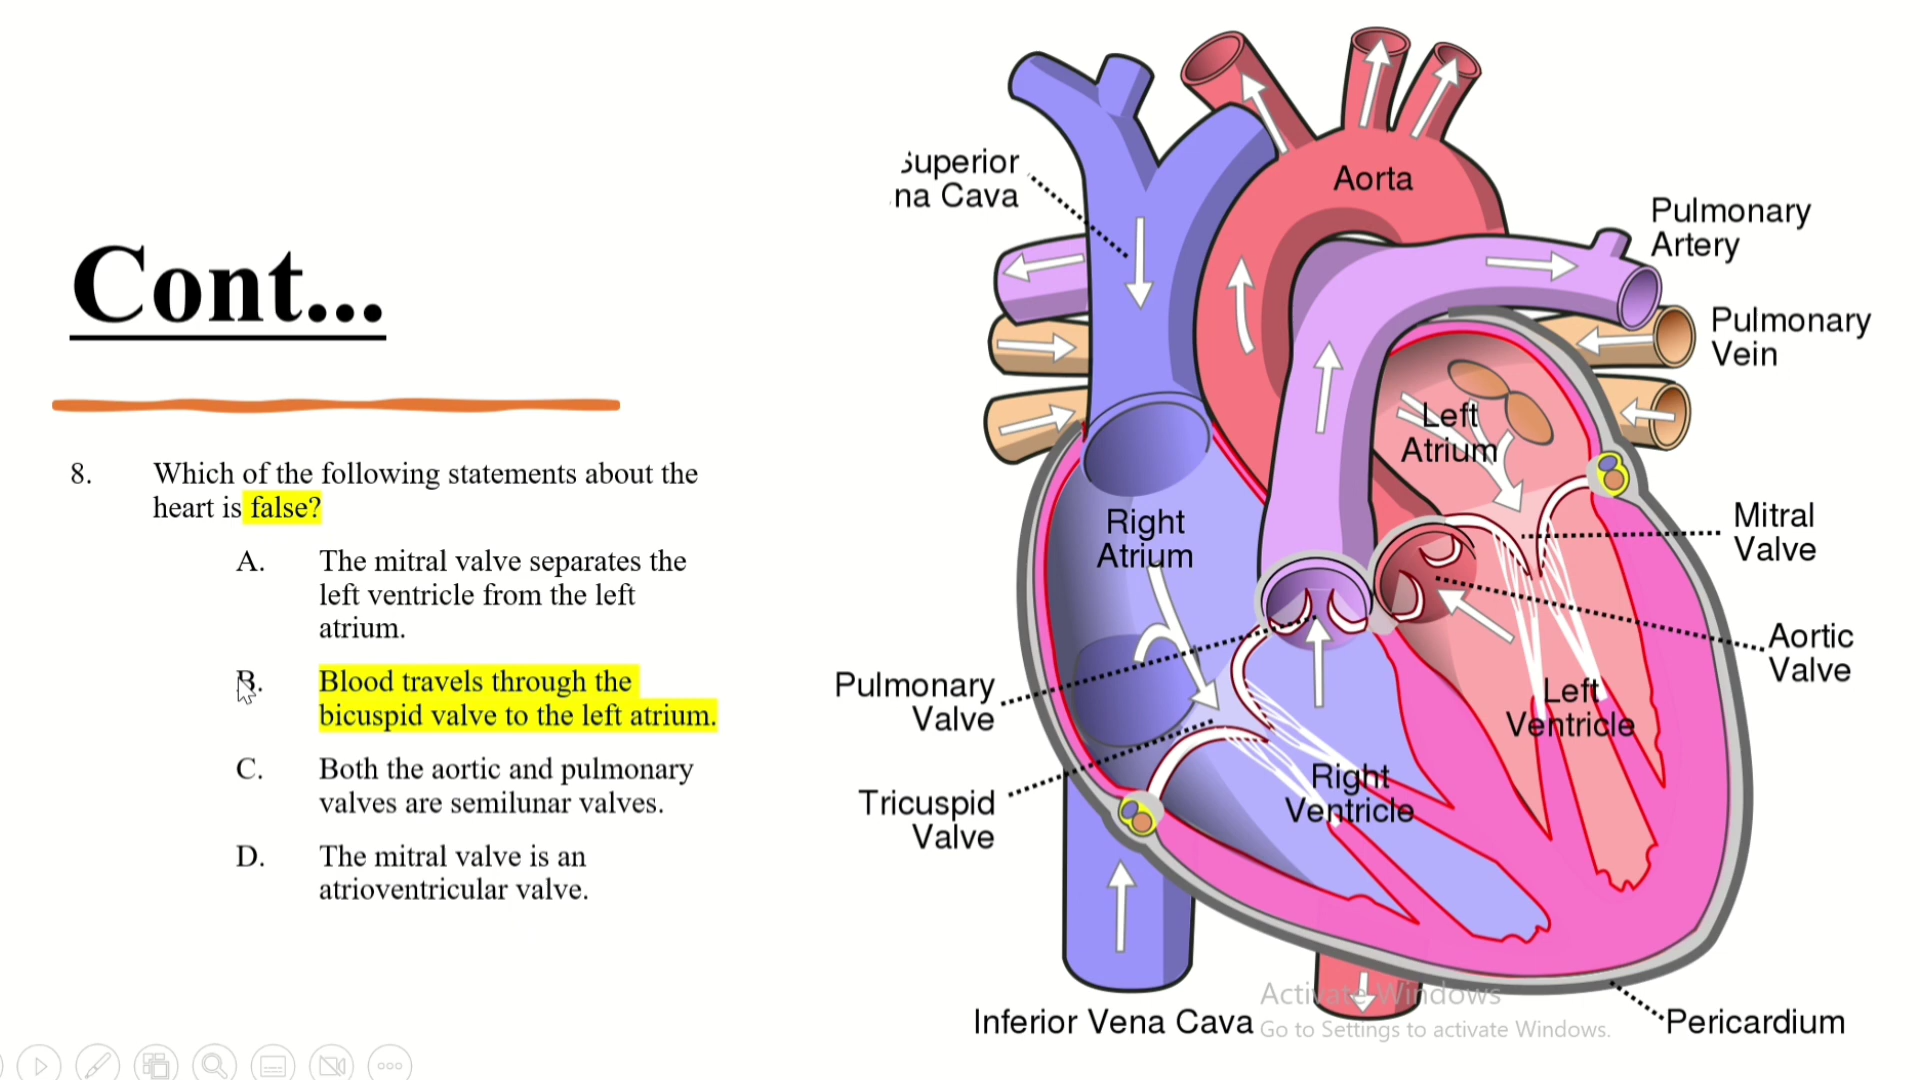 Cont...
8. Which of the following statements about the
heart is false?
A. The mitral valve separates the
left ventricle from the left
atrium.
B. Blood travels through the
bicuspid valve to the left atrium.
C. Both the aortic and pulmonary
valves are semilunar valves.
D. The mitral valve is an
atrioventricular valve.
Superior
na Cava
Aorta
Pulmonary
Artery
Pulmonary
Vein
Left
Atrium
Right
Atrium
Mitral
Valve
Aortic
Valve
Pulmonary
Valve
Left
Ventricle
Tricuspid
Valve
Right
Ventricle
Inferior Vena Cava
Pericardium
Activate Windows
Go to Settings to activate Windows.